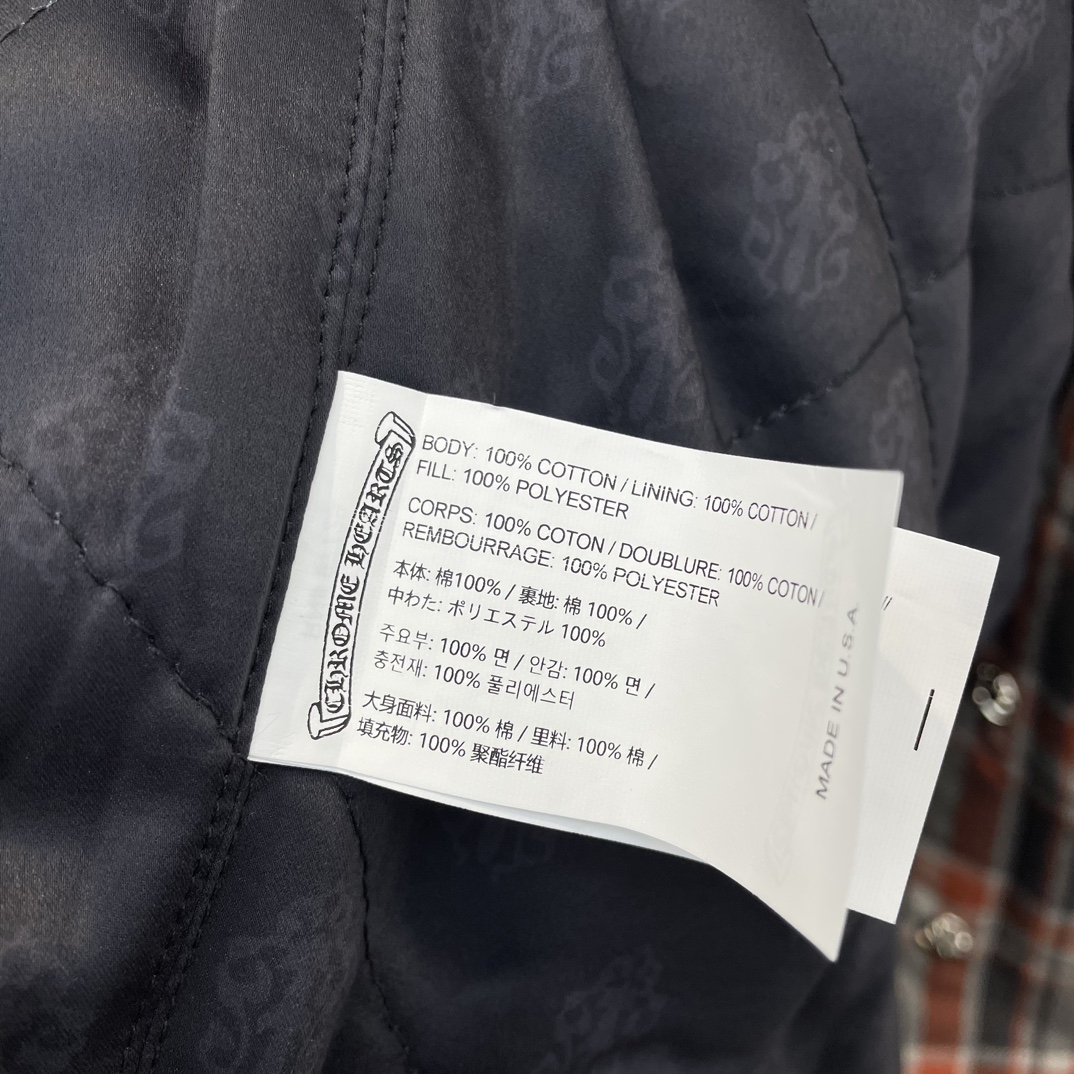 CHROME HEARTS
BODY: 100% COTTON / LINING: 100% COTTON /
FILL: 100% POLYESTER
CORPS: 100% COTON / DOUBLURE: 100% COTON /
REMBOURRAGE: 100% POLYESTER
本体: 棉100% / 裏地: 棉 100% /
中わた: ポリエステル 100%
주요부: 100% 면 / 안감: 100% 면 /
충전재: 100% 폴리에스터
大身面料: 100% 棉 / 里料: 100% 棉 /
填充物: 100% 聚酯纤维
MADE IN U.S.A.